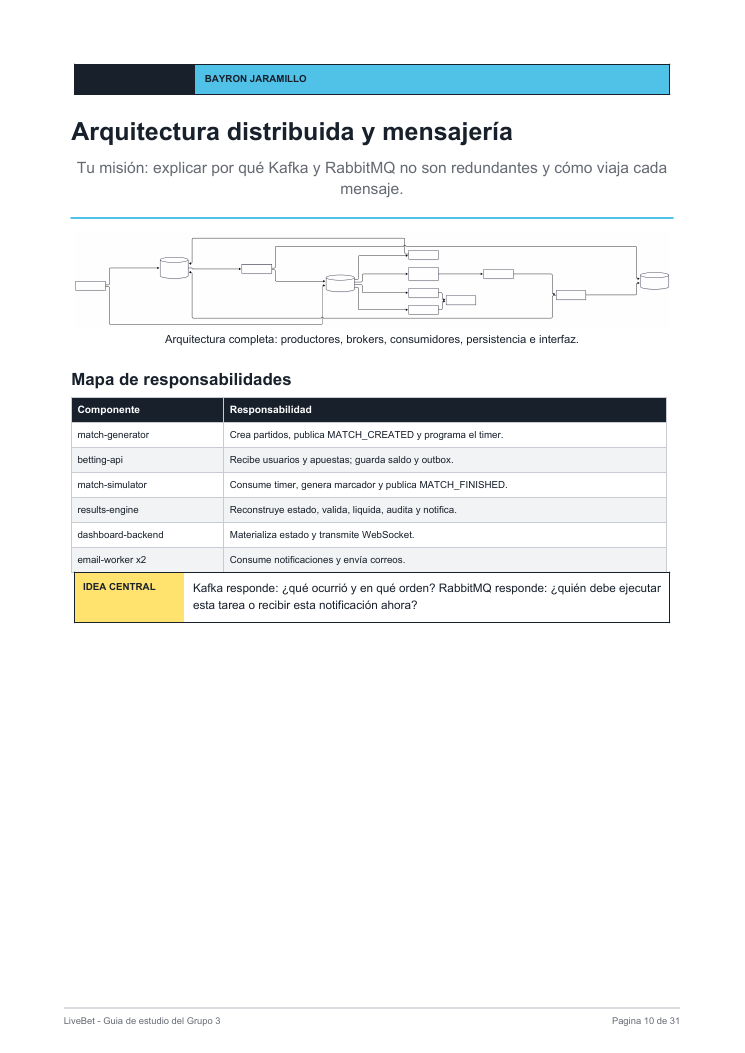 BAYRON JARAMILLO
Arquitectura distribuida y mensajería
Tu misión: explicar por qué Kafka y RabbitMQ no son redundantes y cómo viaja cada
mensaje.
Arquitectura completa: productores, brokers, consumidores, persistencia e interfaz.
Mapa de responsabilidades
Componente Responsabilidad
match-generator Crea partidos, publica MATCH_CREATED y programa el timer.
betting-api Recibe usuarios y apuestas; guarda saldo y outbox.
match-simulator Consume timer, genera marcador y publica MATCH_FINISHED.
results-engine Reconstruye estado, valida, liquida, audita y notifica.
dashboard-backend Materializa estado y transmite WebSocket.
email-worker x2 Consume notificaciones y envía correos.
IDEA CENTRAL Kafka responde: ¿qué ocurrió y en qué orden? RabbitMQ responde: ¿quién debe ejecutar
esta tarea o recibir esta notificación ahora?
LiveBet - Guia de estudio del Grupo 3 Pagina 10 de 31